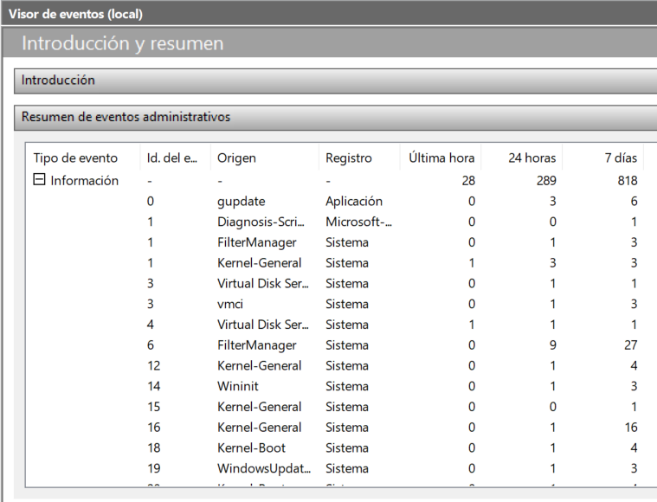 Visor de eventos (local)
Introducción y resumen
Introducción
Resumen de eventos administrativos
Tipo de evento Id. del e... Origen Registro Última hora 24 horas 7 días
Información - - - 28 289 818
0 gupdate Aplicación 0 3 6
1 Diagnosis-Scri... Microsoft-... 0 0 1
1 FilterManager Sistema 0 1 3
1 Kernel-General Sistema 1 3 3
3 Virtual Disk Ser... Sistema 0 1 1
3 vmci Sistema 0 1 3
4 Virtual Disk Ser... Sistema 1 1 1
6 FilterManager Sistema 0 9 27
12 Kernel-General Sistema 0 1 4
14 Wininit Sistema 0 1 3
15 Kernel-General Sistema 0 0 1
16 Kernel-General Sistema 0 1 16
18 Kernel-Boot Sistema 0 1 4
19 WindowsUpdat... Sistema 0 1 3